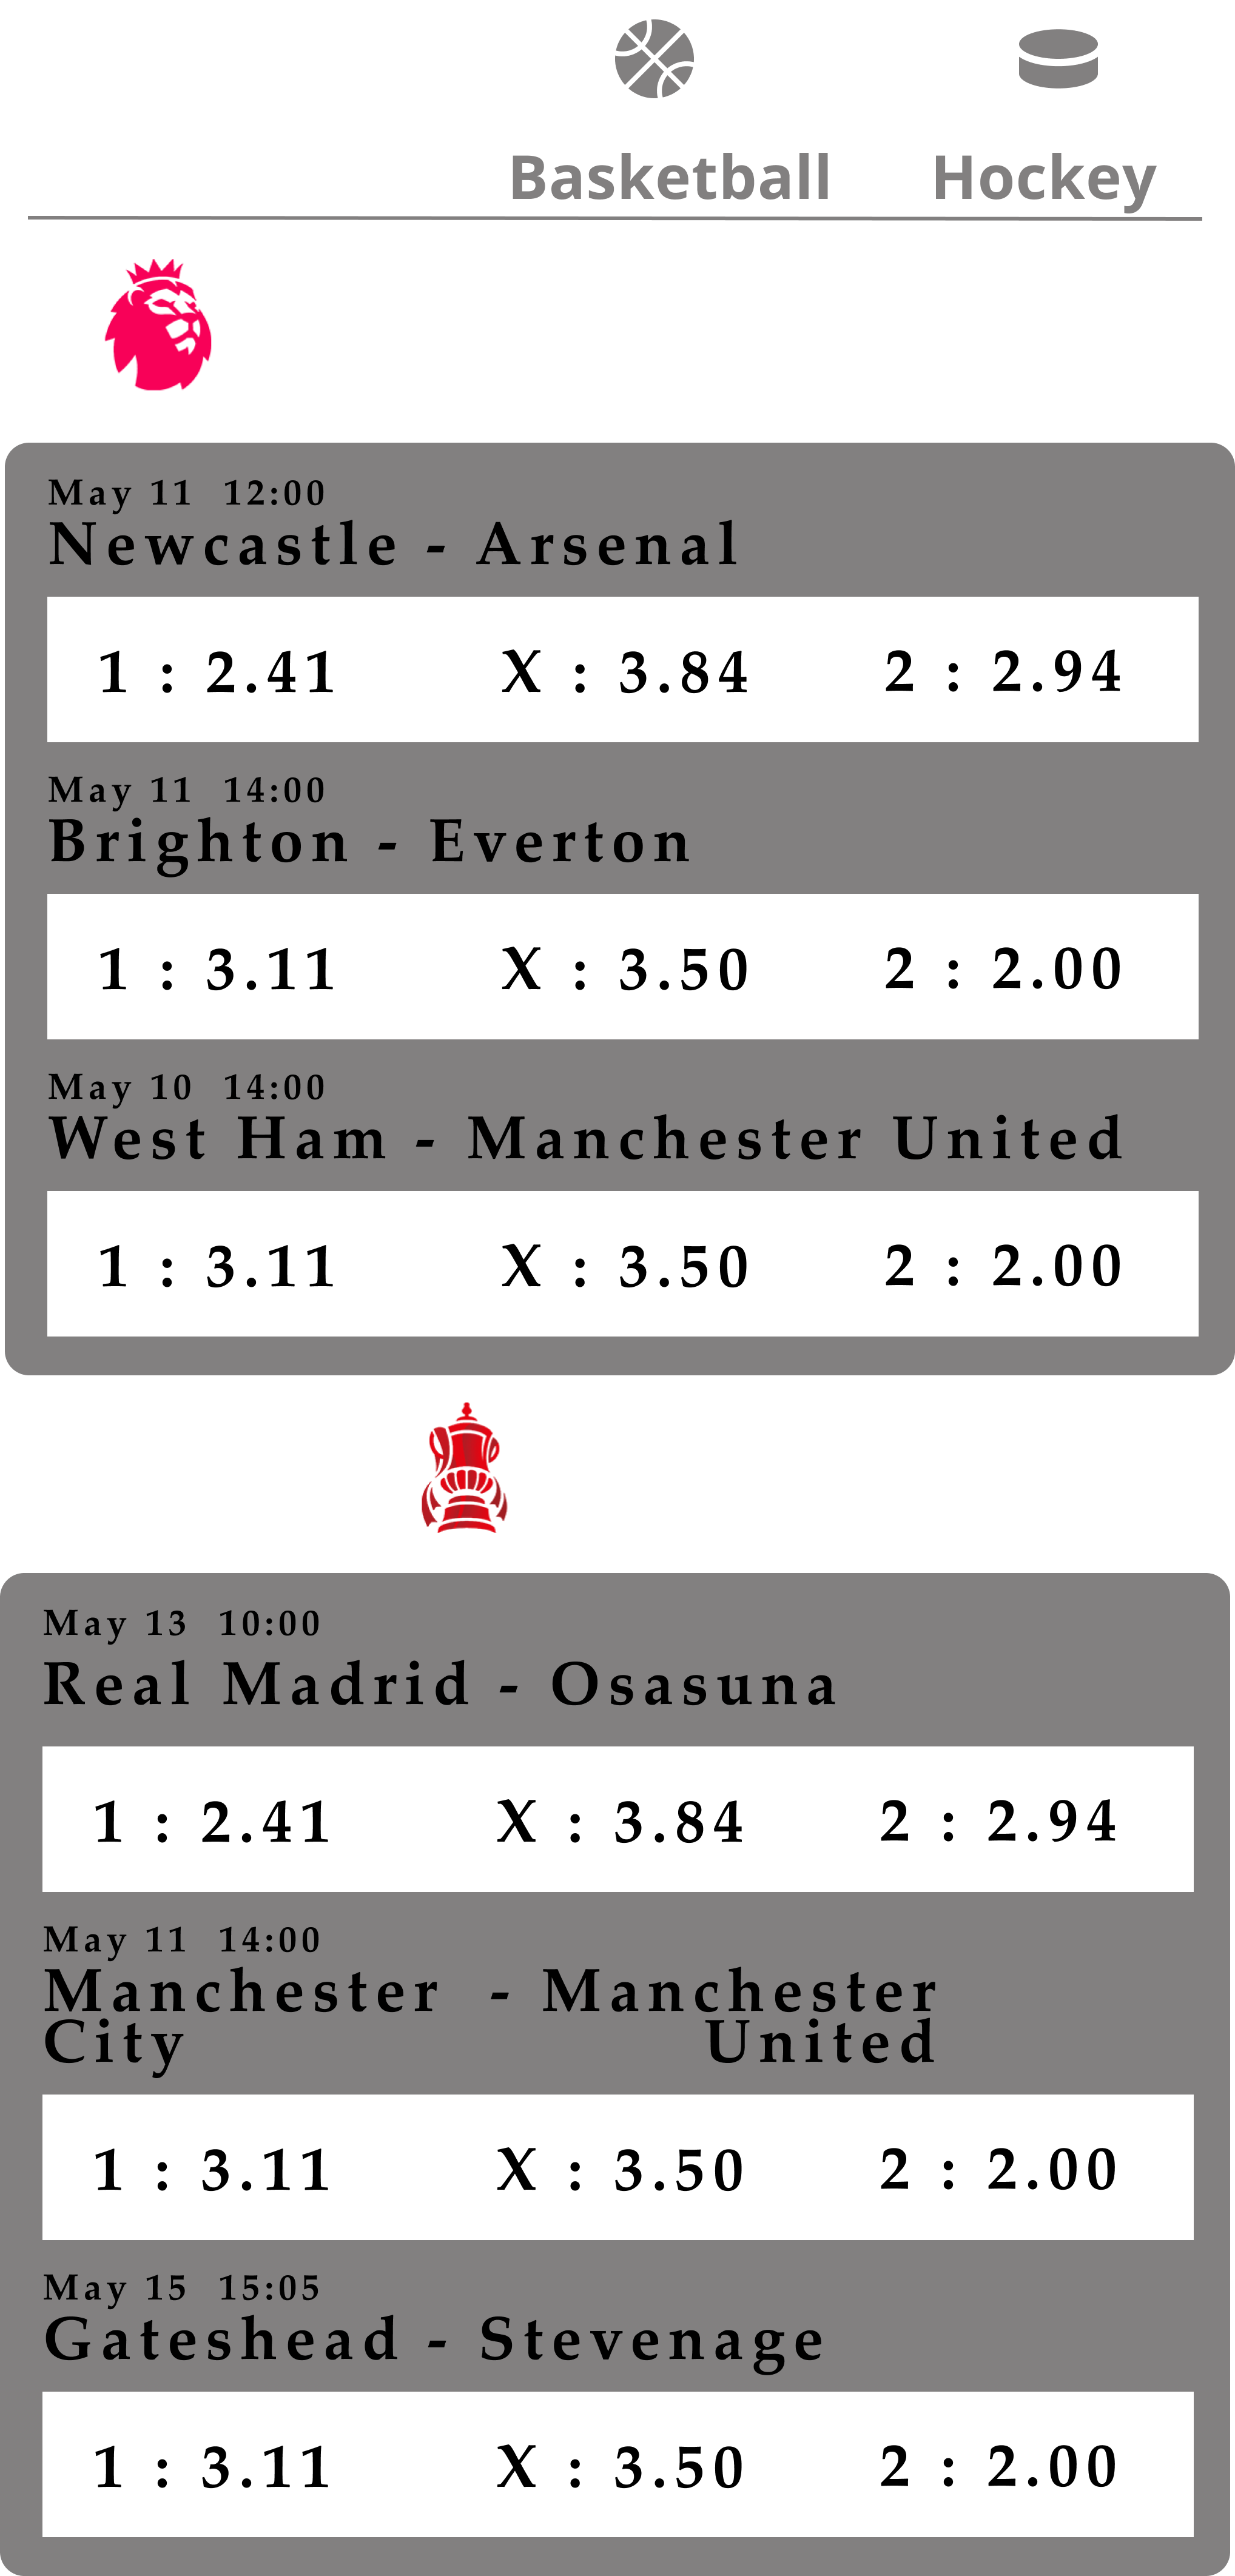 Basketball Hockey
May 11 12:00
Newcastle - Arsenal
1 : 2.41 X : 3.84 2 : 2.94
May 11 14:00
Brighton - Everton
1 : 3.11 X : 3.50 2 : 2.00
May 10 14:00
West Ham - Manchester United
1 : 3.11 X : 3.50 2 : 2.00
May 13 10:00
Real Madrid - Osasuna
1 : 2.41 X : 3.84 2 : 2.94
May 11 14:00
Manchester - Manchester
City United
1 : 3.11 X : 3.50 2 : 2.00
May 15 15:05
Gateshead - Stevenage
1 : 3.11 X : 3.50 2 : 2.00